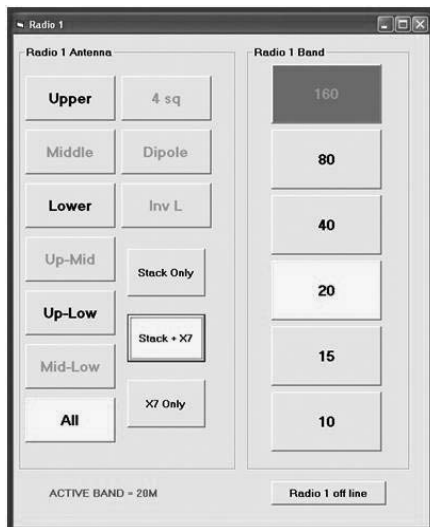 Radio 1
Radio 1 Antenna
Upper
4 sq
Middle
Dipole
Lower
Inv L
Up-Mid
Stack Only
Up-Low
Stack + X7
Mid-Low
X7 Only
All
Radio 1 Band
160
80
40
20
15
10
ACTIVE BAND = 20M
Radio 1 off line